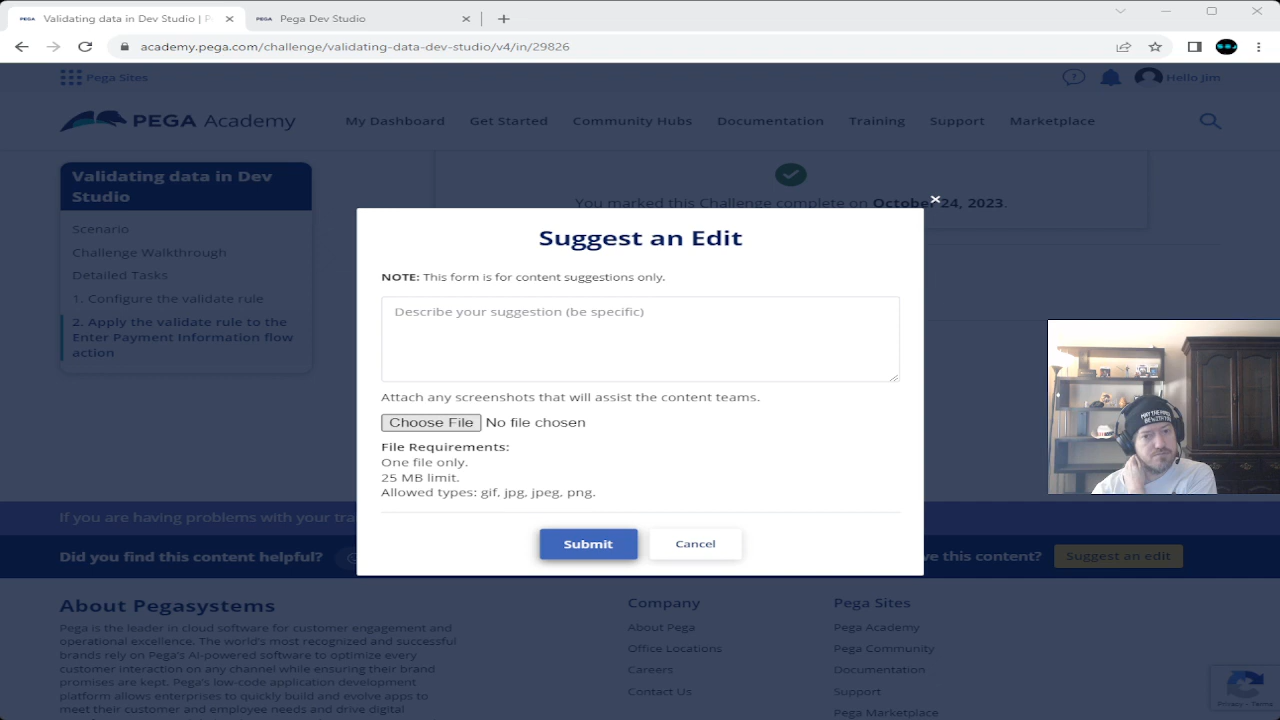 PEGA Validating data in Dev Studio | P
PEGA Pega Dev Studio
academy.pega.com/challenge/validating-data-dev-studio/v4/in/29826
Pega Sites
Hello Jim
PEGA Academy
My Dashboard Get Started Community Hubs Documentation Training Support Marketplace
Validating data in Dev
Studio
Scenario
Challenge Walkthrough
Detailed Tasks
1. Configure the validate rule
2. Apply the validate rule to the
Enter Payment Information flow
action
You marked this Challenge complete on October 24, 2023.
Suggest an Edit
NOTE: This form is for content suggestions only.
Describe your suggestion (be specific)
Attach any screenshots that will assist the content teams.
Choose File No file chosen
File Requirements:
One file only.
25 MB limit.
Allowed types: gif, jpg, jpeg, png.
Submit Cancel
MAY THE
BE WITH YOU
If you are having problems with your tra
Did you find this content helpful?
ve this content? Suggest an edit
About Pegasystems
Pega is the leader in cloud software for customer engagement and
operational excellence. The world's most recognized and successful
brands rely on Pega's AI-powered software to optimize every
customer interaction on any channel while ensuring their brand
promises are kept. Pega's low-code application development
platform allows enterprises to quickly build and evolve apps to
meet their customer and employee needs and drive digital
Company
About Pega
Office Locations
Careers
Contact Us
Pega Sites
Pega Academy
Pega Community
Documentation
Support
Pega Marketplace
Privacy - Terms